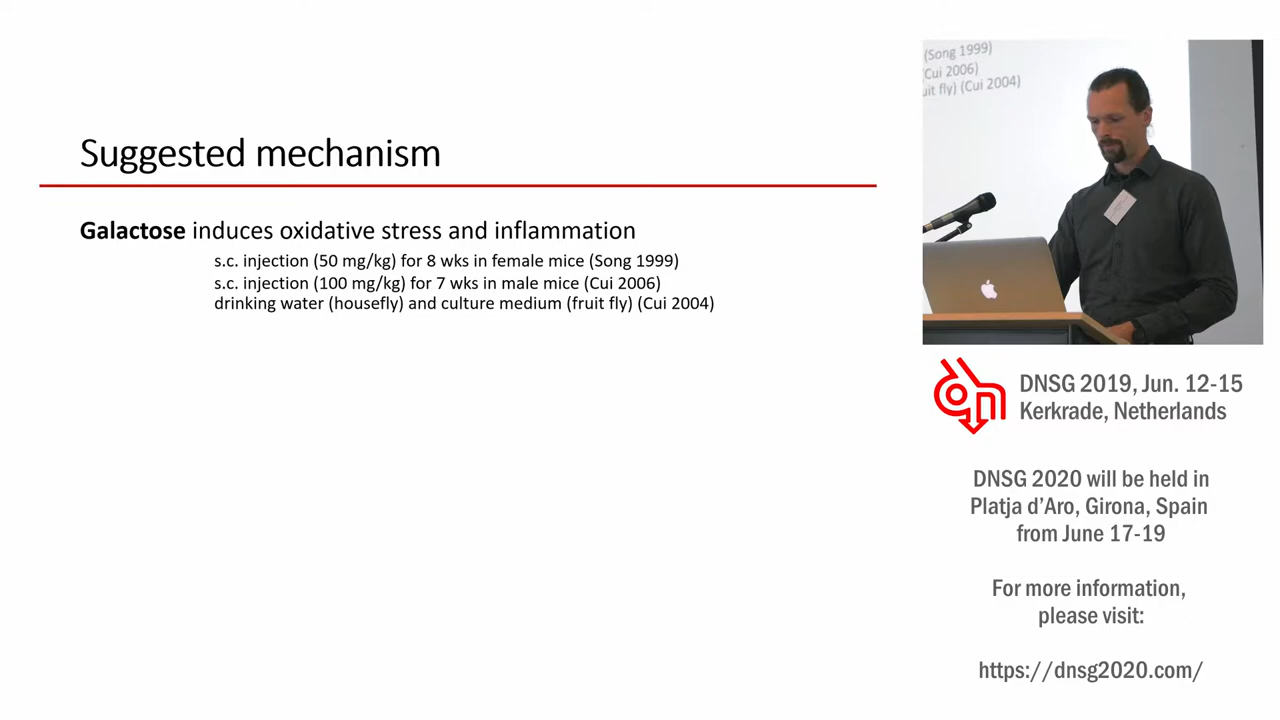 Suggested mechanism
Galactose induces oxidative stress and inflammation
s.c. injection (50 mg/kg) for 8 wks in female mice (Song 1999)
s.c. injection (100 mg/kg) for 7 wks in male mice (Cui 2006)
drinking water (housefly) and culture medium (fruit fly) (Cui 2004)
(Song 1999)
(Cui 2006)
uit fly) (Cui 2004)
DNSG 2019, Jun. 12-15
Kerkrade, Netherlands
DNSG 2020 will be held in
Platja d’Aro, Girona, Spain
from June 17-19
For more information,
please visit:
https://dnsg2020.com/